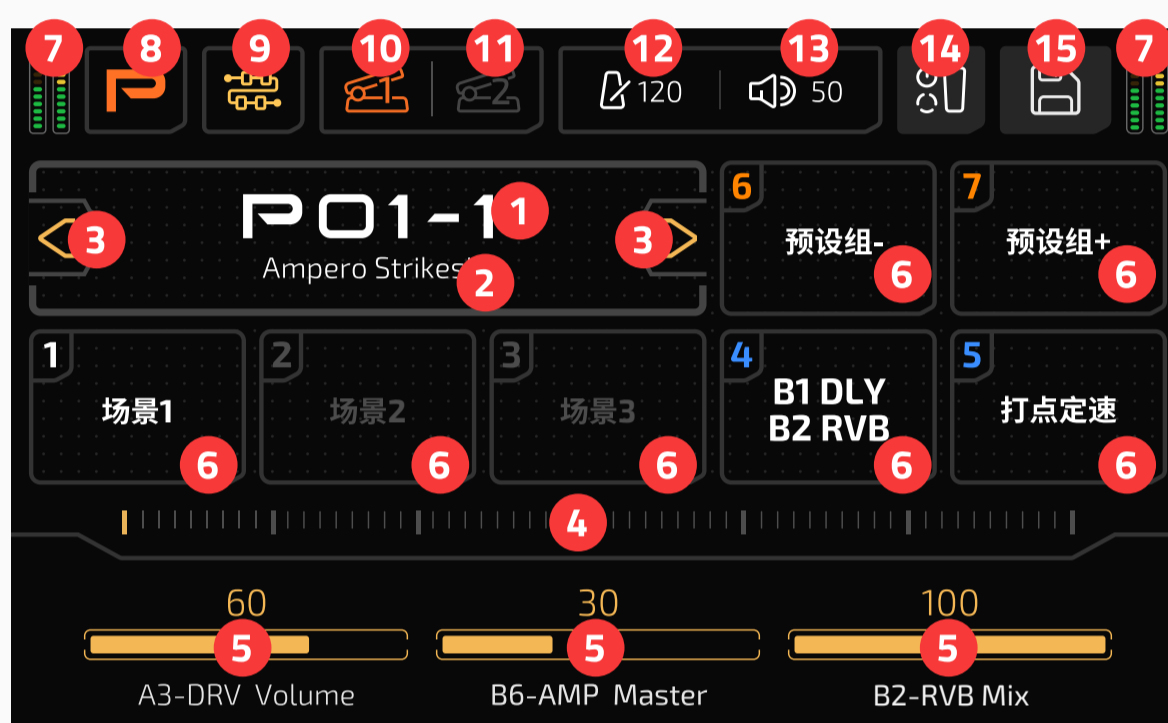 7 8 9 10 11 12 13 14 15 7
1 2 120 50
P01-1 1
3 3
Ampero Strikes 2
6 预设组- 6
7 预设组+ 6
1 场景1 6
2 场景2 6
3 场景3 6
4 B1 DLY
B2 RVB 6
5 打点定速 6
4
60 30 100
5 5 5
A3-DRV Volume B6-AMP Master B2-RVB Mix